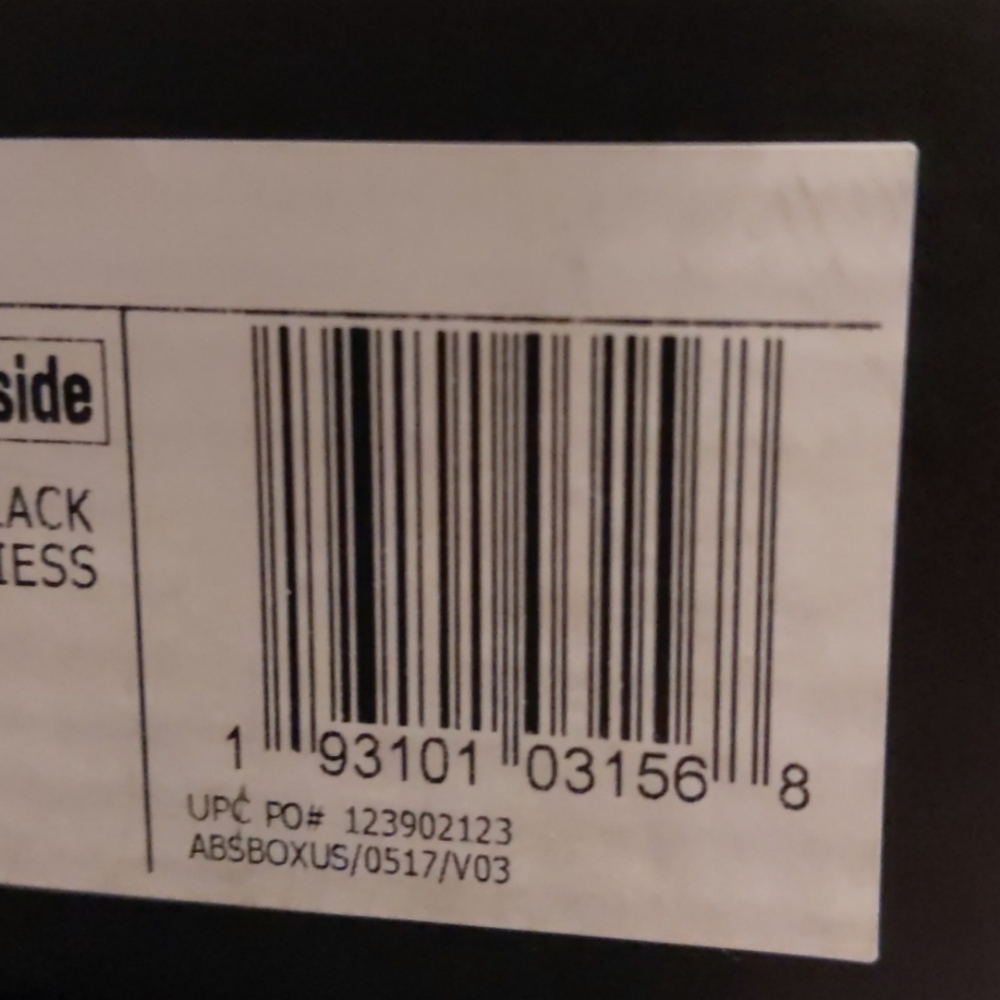 side
LACK
IESS
1 93101 03156 8
UPC PO# 123902123
ABSBOXUS/0517/V03